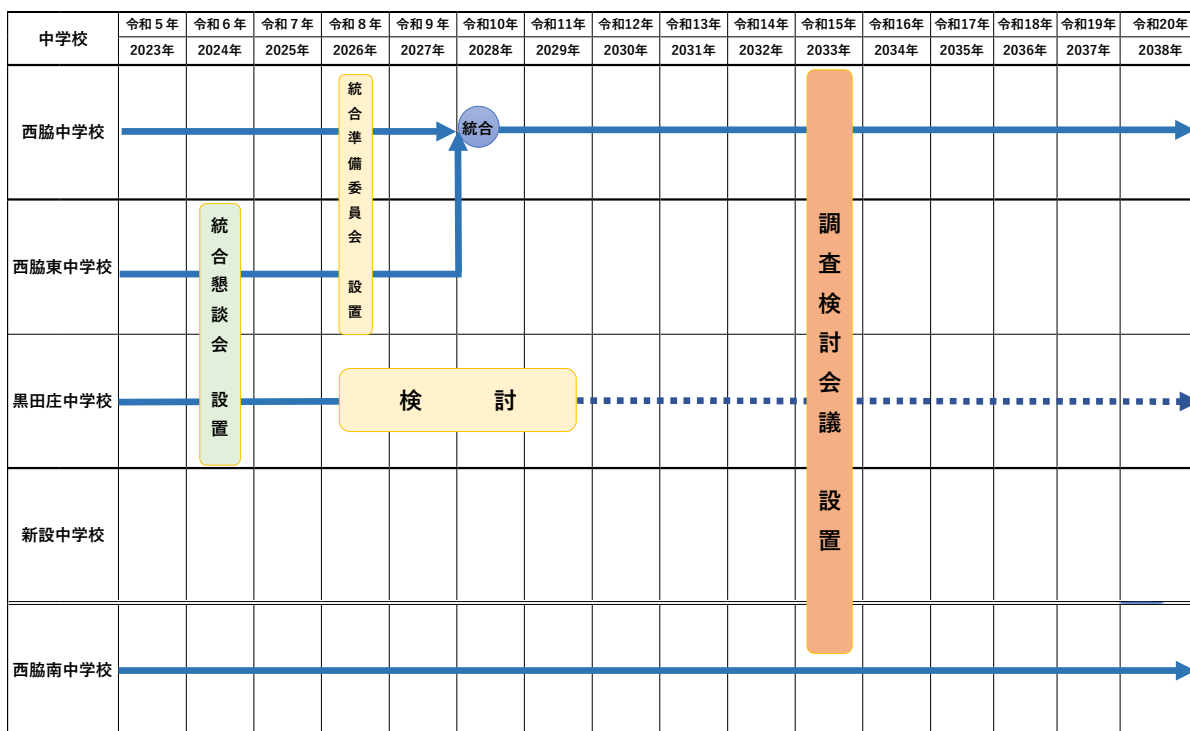 中学校
令和５年 令和６年 令和７年 令和８年 令和９年 令和10年 令和11年 令和12年 令和13年 令和14年 令和15年 令和16年 令和17年 令和18年 令和19年 令和20年
2023年 2024年 2025年 2026年 2027年 2028年 2029年 2030年 2031年 2032年 2033年 2034年 2035年 2036年 2037年 2038年
西脇中学校
統合準備委員会 設置
統合
西脇東中学校
統合懇談会 設置
調査検討会議 設置
黒田庄中学校
検討
新設中学校
西脇南中学校